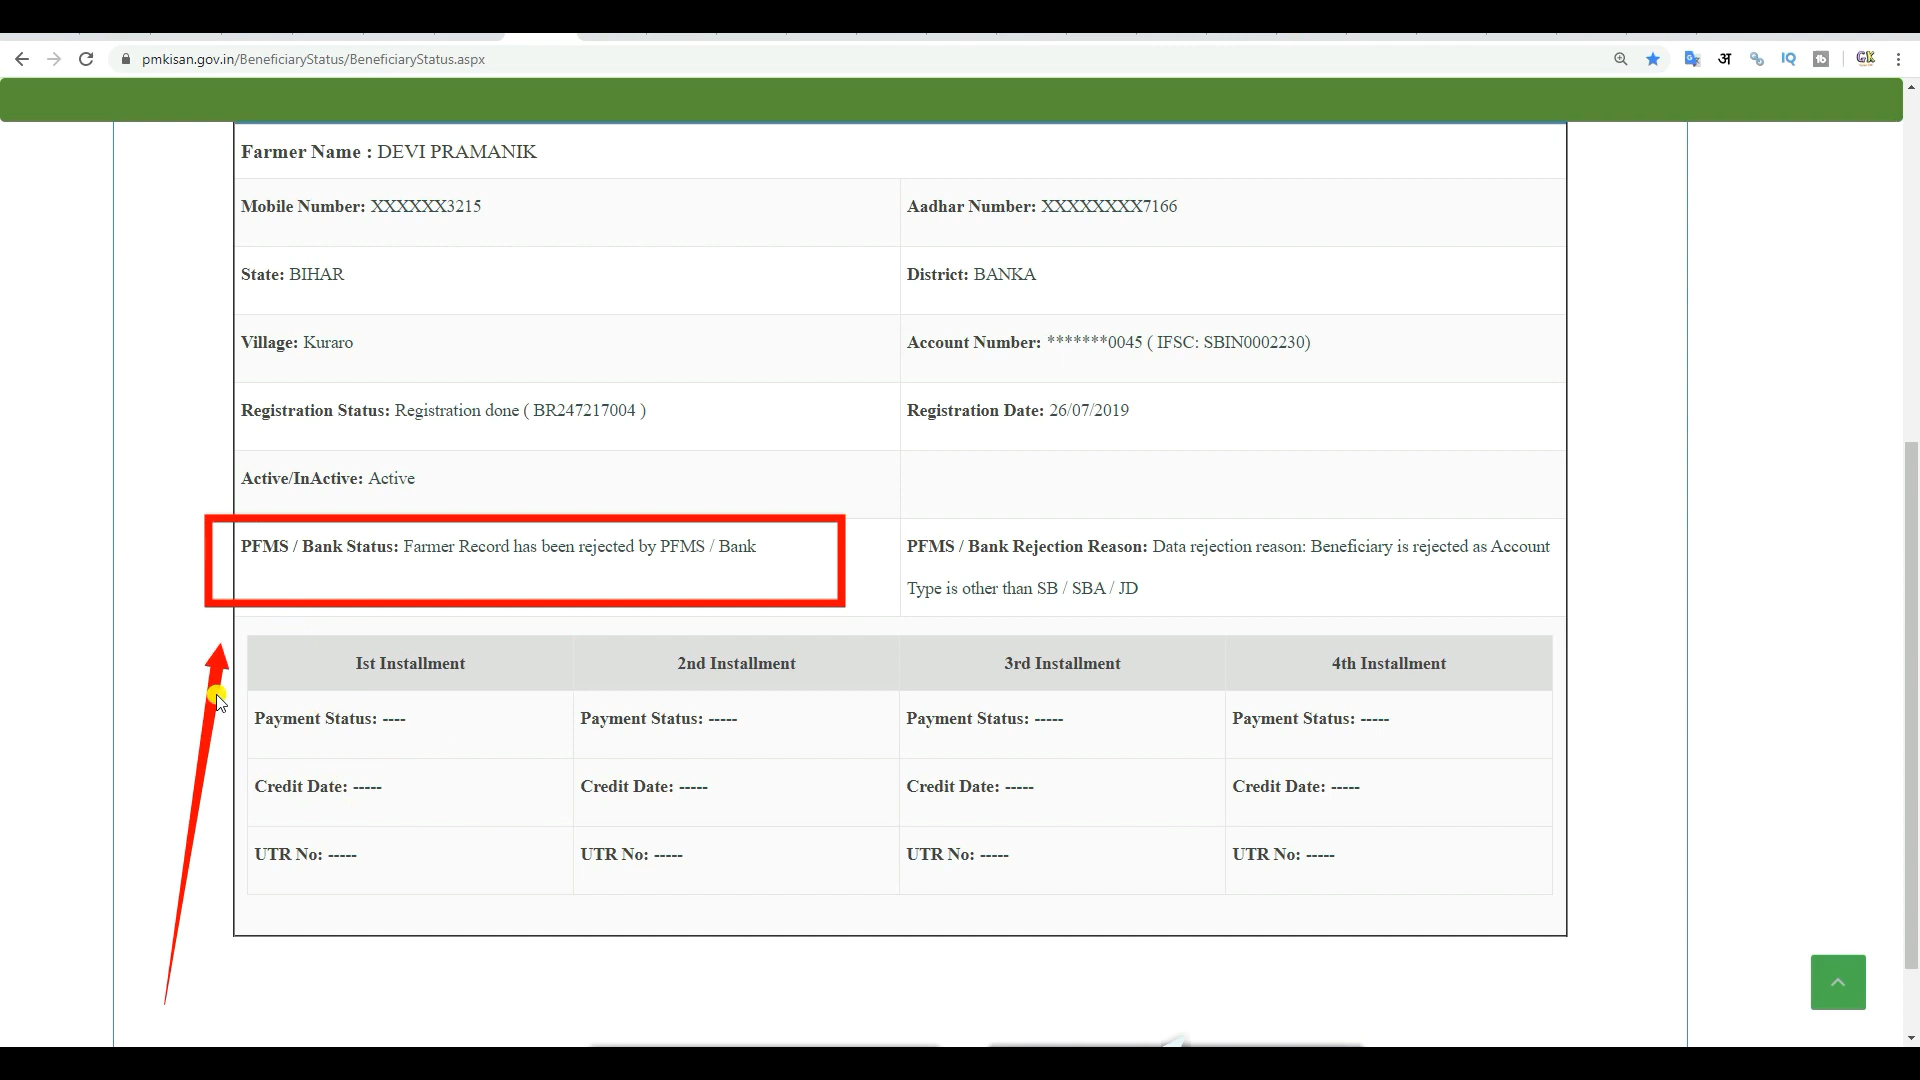 pmkisan.gov.in/BeneficiaryStatus/BeneficiaryStatus.aspx
अ
IQ
GK
Farmer Name : DEVI PRAMANIK
Mobile Number: XXXXXX3215
Aadhar Number: XXXXXXXX7166
State: BIHAR
District: BANKA
Village: Kuraro
Account Number: *******0045 ( IFSC: SBIN0002230)
Registration Status: Registration done ( BR247217004 )
Registration Date: 26/07/2019
Active/InActive: Active
PFMS / Bank Status: Farmer Record has been rejected by PFMS / Bank
PFMS / Bank Rejection Reason: Data rejection reason: Beneficiary is rejected as Account
Type is other than SB / SBA / JD
Ist Installment
2nd Installment
3rd Installment
4th Installment
Payment Status: ----
Payment Status: -----
Payment Status: -----
Payment Status: -----
Credit Date: -----
Credit Date: -----
Credit Date: -----
Credit Date: -----
UTR No: -----
UTR No: -----
UTR No: -----
UTR No: -----